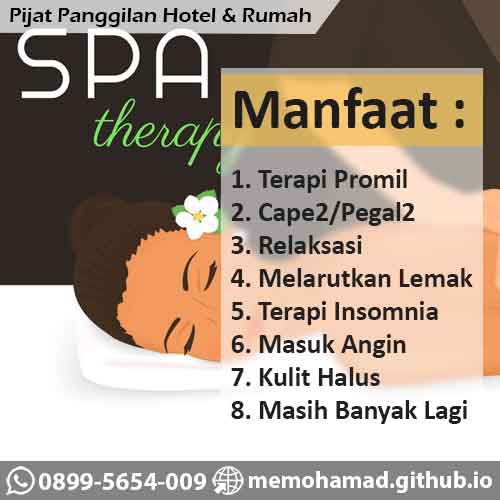 Pijat Panggilan Hotel & Rumah
SPA
therapy
Manfaat :
1. Terapi Promil
2. Cape2/Pegal2
3. Relaksasi
4. Melarutkan Lemak
5. Terapi Insomnia
6. Masuk Angin
7. Kulit Halus
8. Masih Banyak Lagi
0899-5654-009 memohamad.github.io